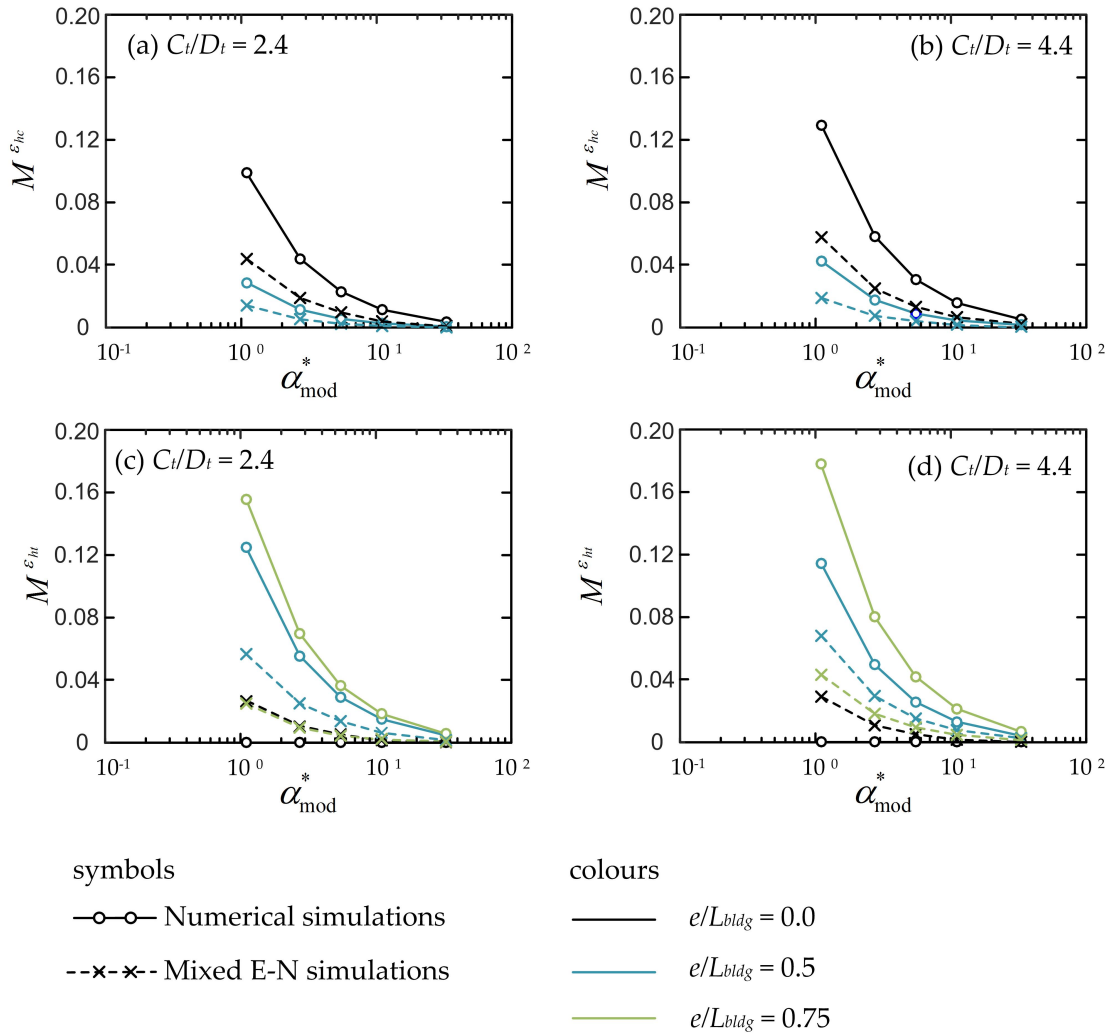 (a) Ct/Dt = 2.4
0.20
0.16
0.12
0.08
0.04
0
M εhc
10-1
10 0
10 1
10 2
α*mod
(b) Ct/Dt = 4.4
0.20
0.16
0.12
0.08
0.04
0
M εhc
10-1
10 0
10 1
10 2
α*mod
(c) Ct/Dt = 2.4
0.20
0.16
0.12
0.08
0.04
0
M εht
10-1
10 0
10 1
10 2
α*mod
(d) Ct/Dt = 4.4
0.20
0.16
0.12
0.08
0.04
0
M εht
10-1
10 0
10 1
10 2
α*mod
symbols
Numerical simulations
Mixed E-N simulations
colours
e/Lbldg = 0.0
e/Lbldg = 0.5
e/Lbldg = 0.75